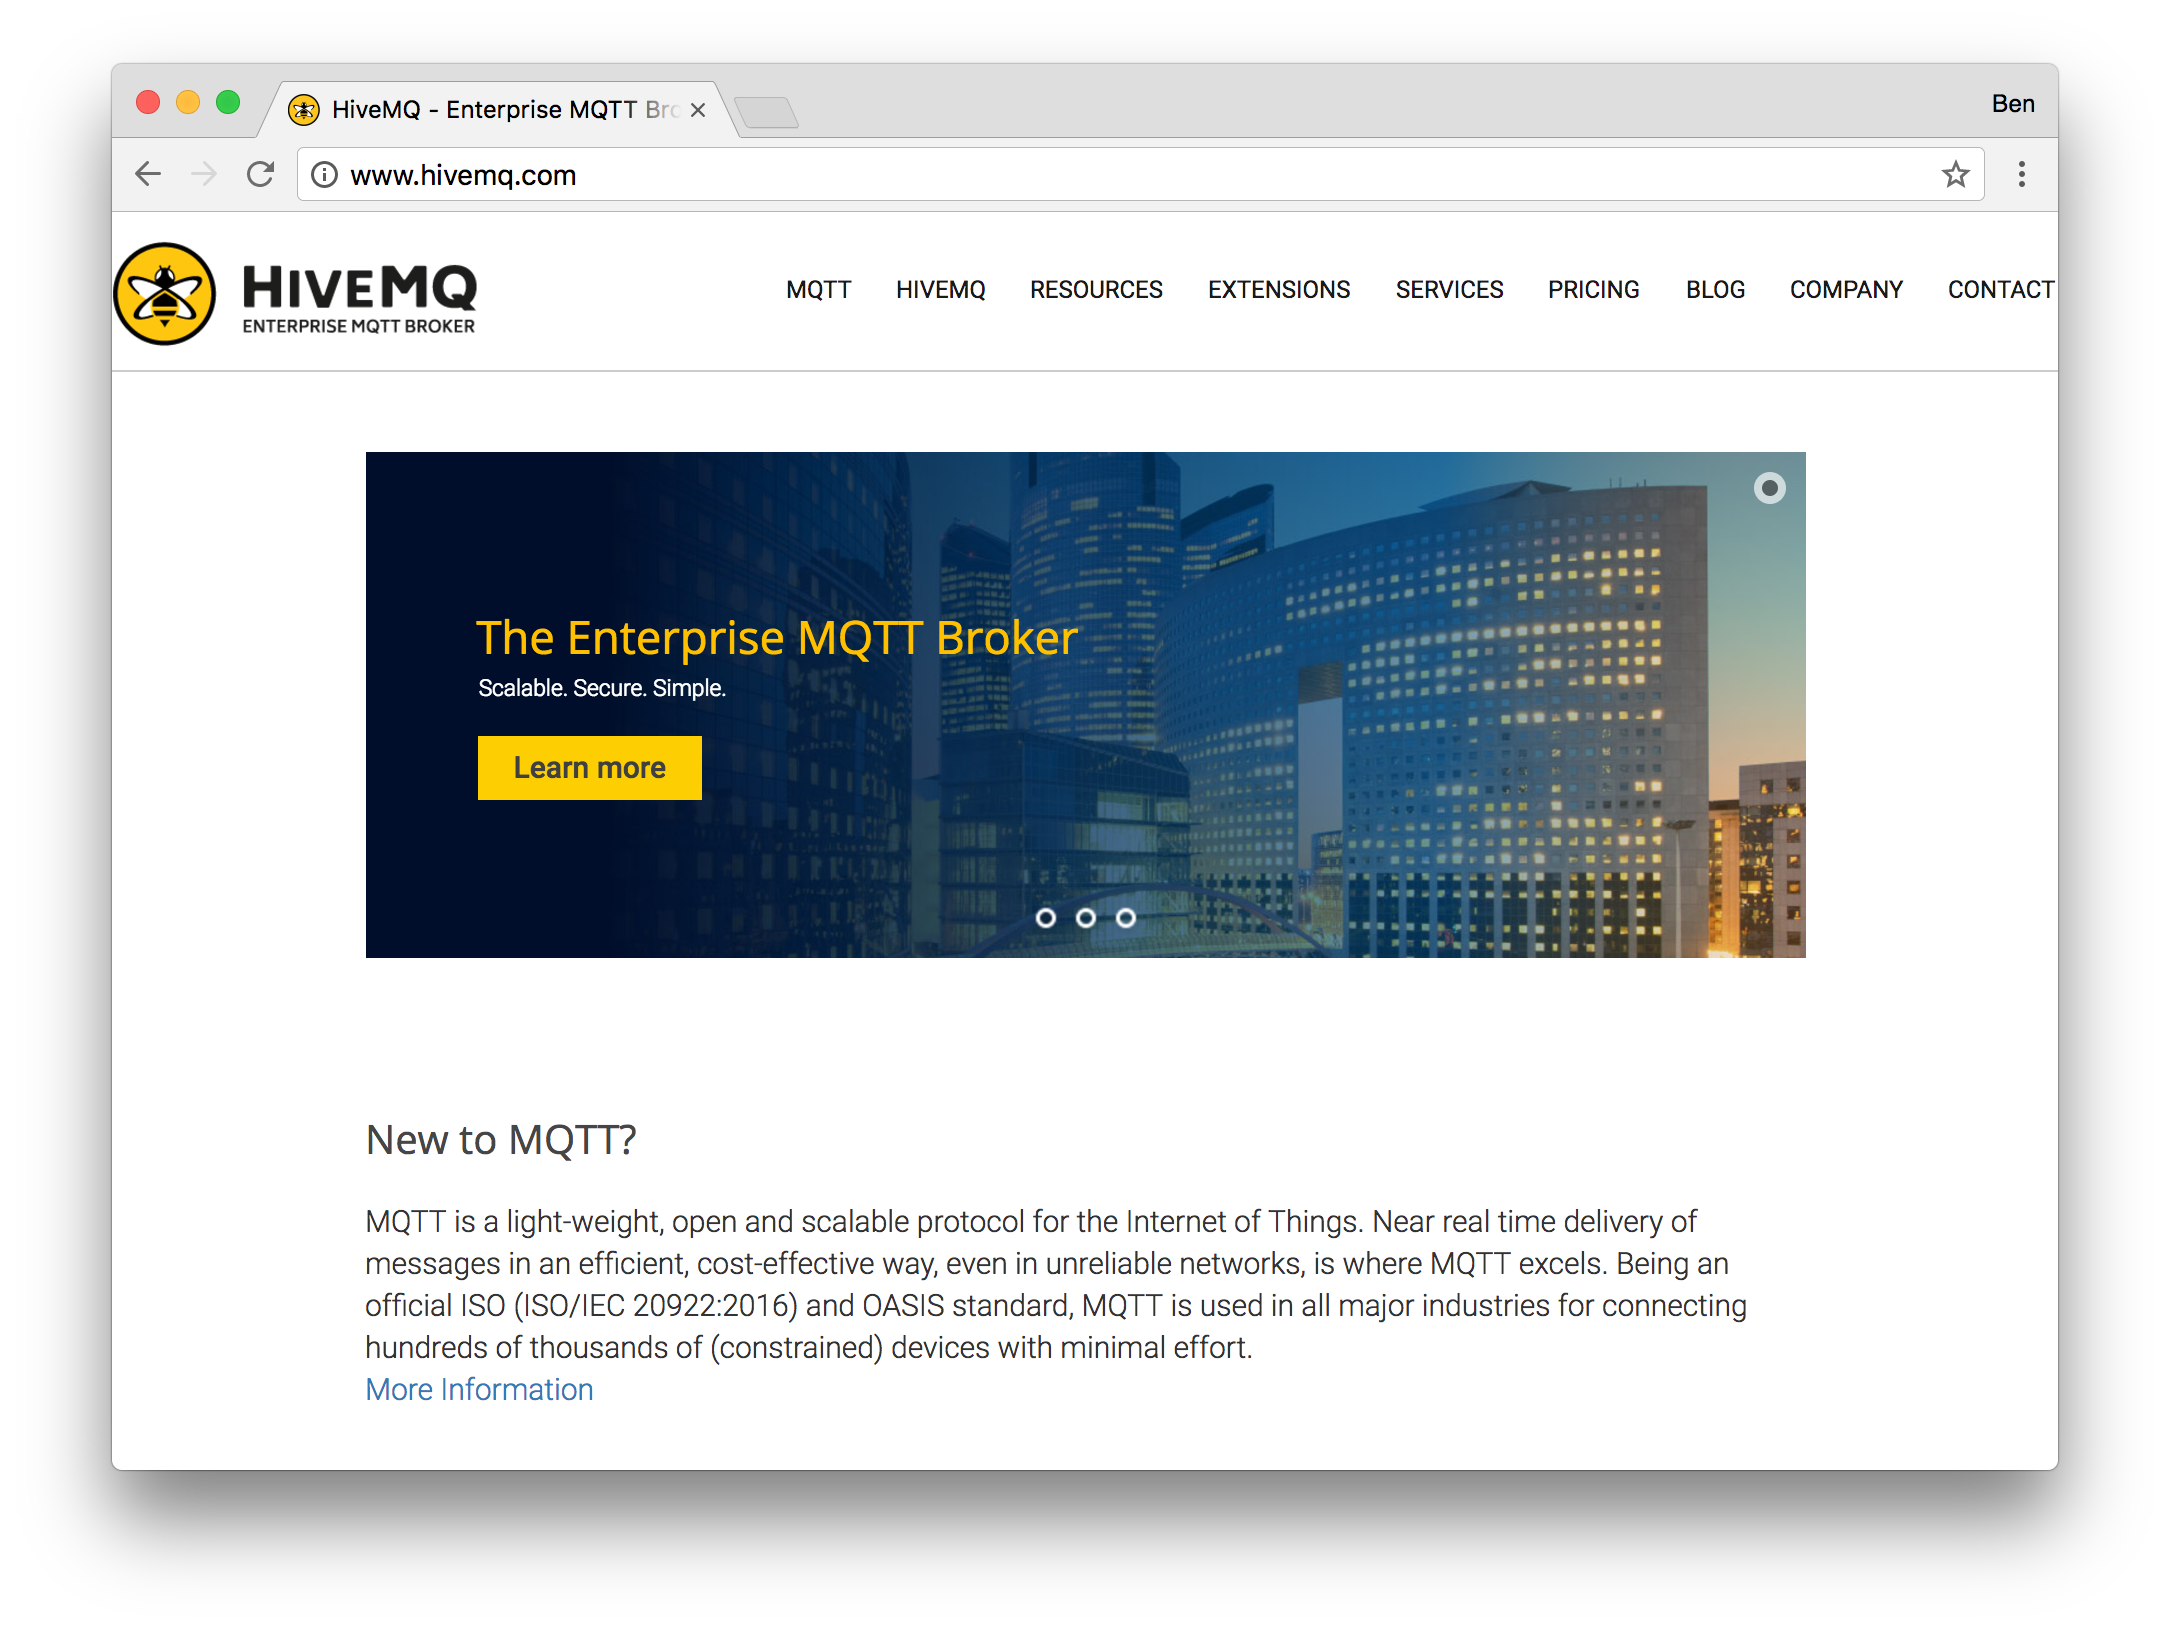 HiveMQ - Enterprise MQTT Bro
Ben
www.hivemq.com
HIVEMQ
ENTERPRISE MQTT BROKER
MQTT HIVEMQ RESOURCES EXTENSIONS SERVICES PRICING BLOG COMPANY CONTACT
The Enterprise MQTT Broker
Scalable. Secure. Simple.
Learn more
New to MQTT?
MQTT is a light-weight, open and scalable protocol for the Internet of Things. Near real time delivery of
messages in an efficient, cost-effective way, even in unreliable networks, is where MQTT excels. Being an
official ISO (ISO/IEC 20922:2016) and OASIS standard, MQTT is used in all major industries for connecting
hundreds of thousands of (constrained) devices with minimal effort.
More Information